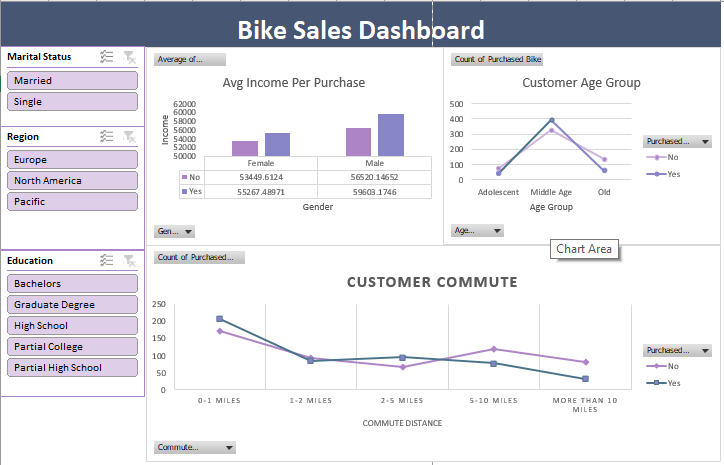 Bike Sales Dashboard
Marital Status
Married
Single
Region
Europe
North America
Pacific
Education
Bachelors
Graduate Degree
High School
Partial College
Partial High School
Average of...
Avg Income Per Purchase
Income
62000
60000
58000
56000
54000
52000
50000
Female Male
No 53449.6124 56520.14652
Yes 55267.48971 59603.1746
Gender
Gen...
Count of Purchased Bike
Customer Age Group
500
400
300
200
100
0
Adolescent Middle Age Old
Age Group
Purchased...
No
Yes
Age...
Chart Area
Count of Purchased...
CUSTOMER COMMUTE
250
200
150
100
50
0
0-1 MILES 1-2 MILES 2-5 MILES 5-10 MILES MORE THAN 10
MILES
COMMUTE DISTANCE
Purchased...
No
Yes
Commute...